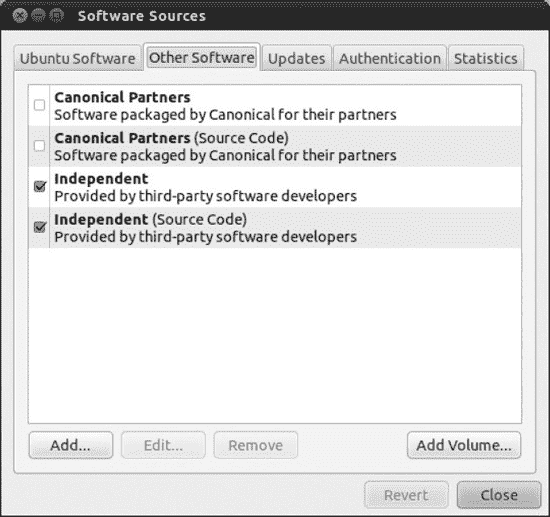 Software Sources
Ubuntu Software
Other Software
Updates
Authentication
Statistics
Canonical Partners
Software packaged by Canonical for their partners
Canonical Partners (Source Code)
Software packaged by Canonical for their partners
Independent
Provided by third-party software developers
Independent (Source Code)
Provided by third-party software developers
Add...
Edit...
Remove
Add Volume...
Revert
Close